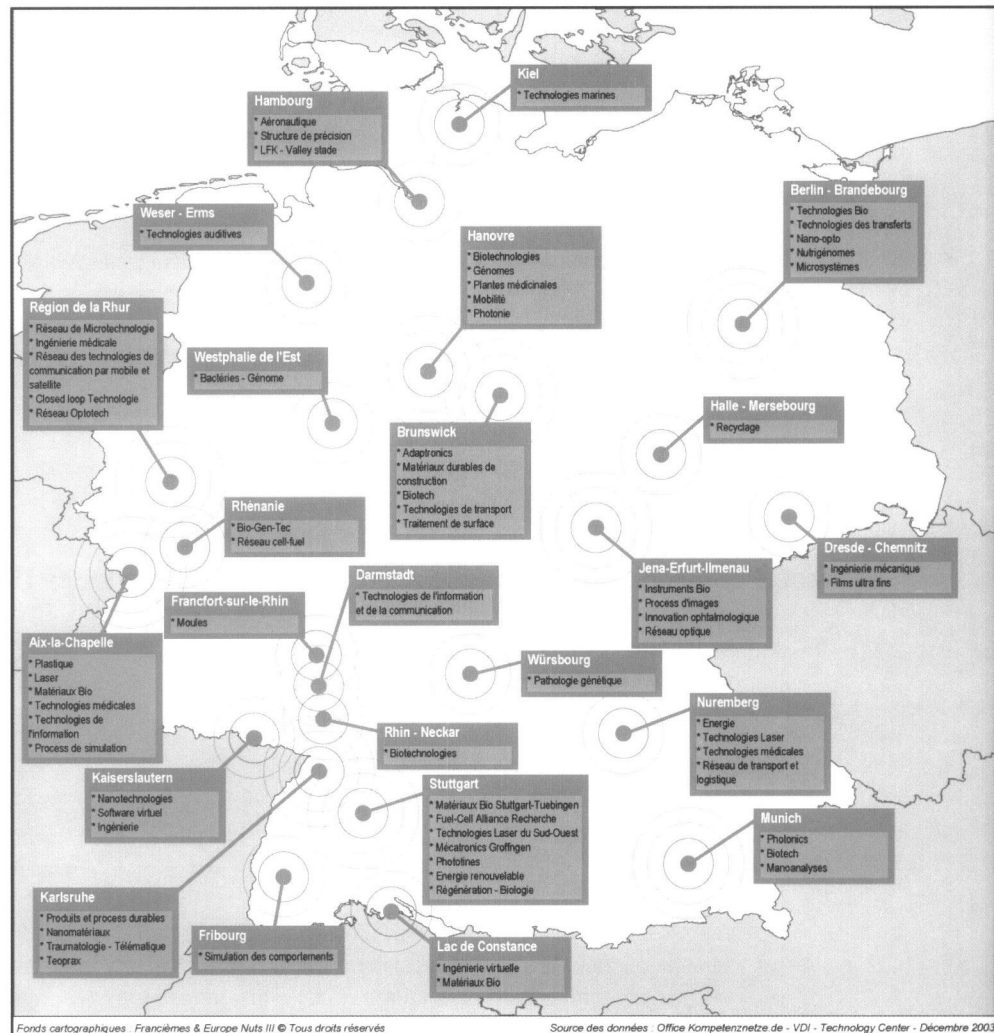 Kiel
* Technologies marines
Hambourg
* Aéronautique
* Structure de précision
* LFK - Valley stade
Berlin - Brandebourg
* Technologies Bio
* Technologies des transferts
* Nano-opto
* Nutrigénomes
* Microsystèmes
Weser - Erms
* Technologies auditives
Hanovre
* Biotechnologies
* Génomes
* Plantes médicinales
* Mobilité
* Photonie
Région de la Rhur
* Réseau de Microtechnologie
* Ingénierie médicale
* Réseau des technologies de
communication par mobile et
satellite
* Closed loop Technologie
* Réseau Optotech
Westphalie de l'Est
* Bactéries - Génome
Halle - Mersebourg
* Recyclage
Brunswick
* Adaptronics
* Matériaux durables de
construction
* Biotech
* Technologies de transport
* Traitement de surface
Rhénanie
* Bio-Gen-Tec
* Réseau cell-fuel
Dresde - Chemnitz
* Ingénierie mécanique
* Films ultra fins
Jena-Erfurt-Ilmenau
* Instruments Bio
* Process d'images
* Innovation ophtalmologique
* Réseau optique
Darmstadt
* Technologies de l'information
et de la communication
Francfort-sur-le-Rhin
* Moules
Aix-la-Chapelle
* Plastique
* Laser
* Matériaux Bio
* Technologies médicales
* Technologies de
l'information
* Process de simulation
Würsbourg
* Pathologie génétique
Nuremberg
* Energie
* Technologies Laser
* Technologies médicales
* Réseau de transport et
logistique
Rhin - Neckar
* Biotechnologies
Kaiserslautern
* Nanotechnologies
* Software virtuel
* Ingénierie
Stuttgart
* Matériaux Bio Stuttgart-Tuebingen
* Fuel-Cell Alliance Recherche
* Technologies Laser du Sud-Ouest
* Mécatronics Groffngen
* Phototines
* Energie renouvelable
* Régénération - Biologie
Munich
* Photonics
* Biotech
* Manoanalyses
Karlsruhe
* Produits et process durables
* Nanomatériaux
* Traumatologie - Télématique
* Teoprax
Fribourg
* Simulation des comportements
Lac de Constance
* Ingénierie virtuelle
* Matériaux Bio
Fonds cartographiques : Francièmes & Europe Nuts III © Tous droits réservés
Source des données : Office Kompetenznetze.de - VDI - Technology Center - Décembre 2003